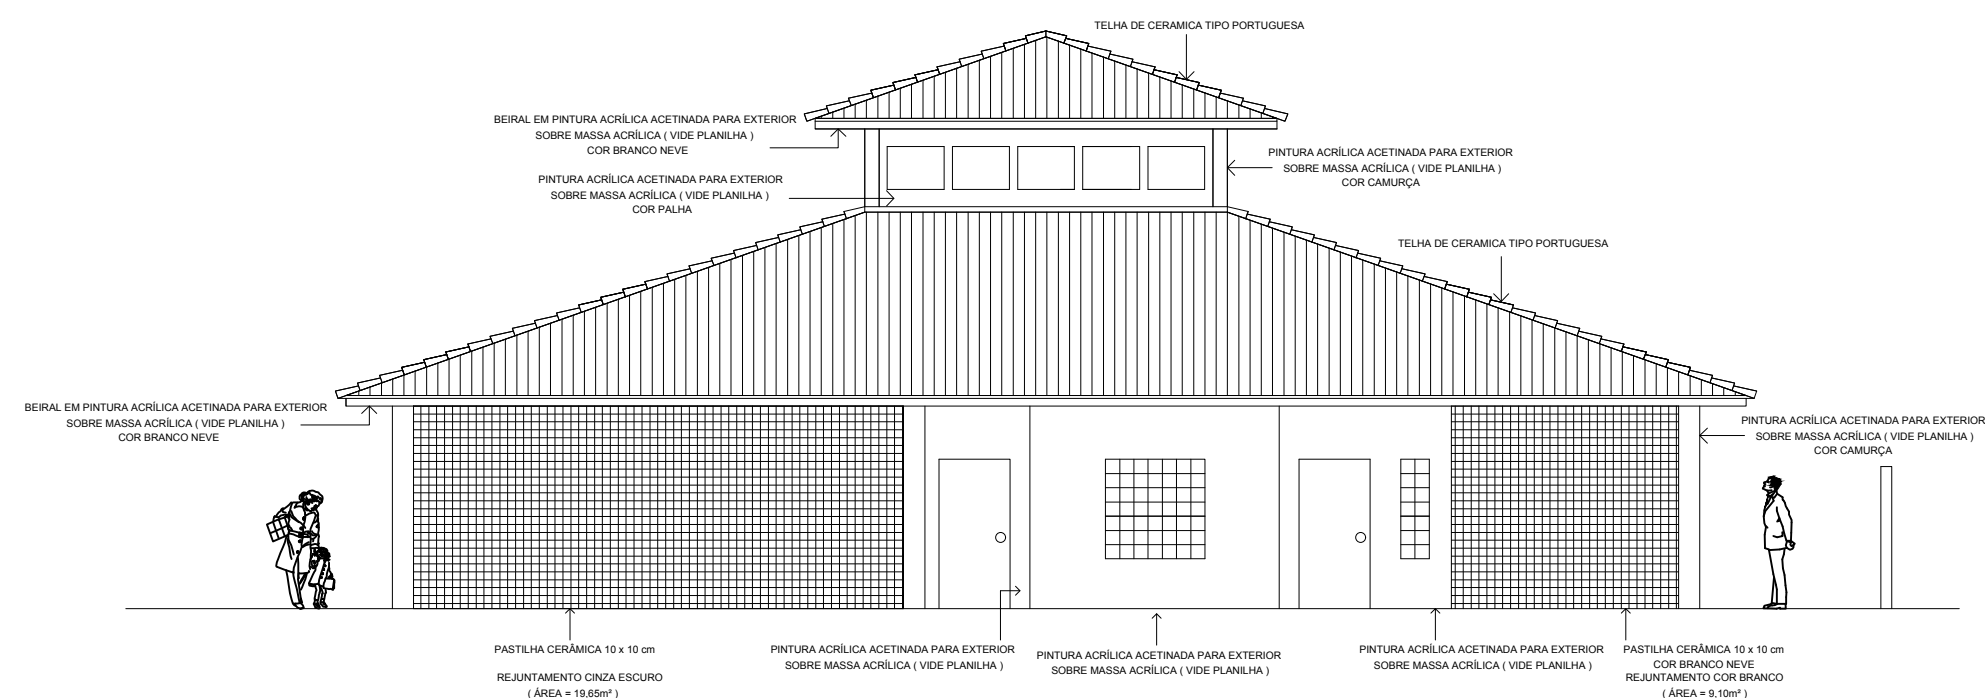 TELHA DE CERAMICA TIPO PORTUGUESA
BEIRAL EM PINTURA ACRÍLICA ACETINADA PARA EXTERIOR
SOBRE MASSA ACRÍLICA ( VIDE PLANILHA )
COR BRANCO NEVE
PINTURA ACRÍLICA ACETINADA PARA EXTERIOR
SOBRE MASSA ACRÍLICA ( VIDE PLANILHA )
COR CAMURÇA
PINTURA ACRÍLICA ACETINADA PARA EXTERIOR
SOBRE MASSA ACRÍLICA ( VIDE PLANILHA )
COR PALHA
TELHA DE CERAMICA TIPO PORTUGUESA
BEIRAL EM PINTURA ACRÍLICA ACETINADA PARA EXTERIOR
SOBRE MASSA ACRÍLICA ( VIDE PLANILHA )
COR BRANCO NEVE
PINTURA ACRÍLICA ACETINADA PARA EXTERIOR
SOBRE MASSA ACRÍLICA ( VIDE PLANILHA )
COR CAMURÇA
PASTILHA CERÂMICA 10 x 10 cm
REJUNTAMENTO CINZA ESCURO
( ÁREA = 19,65m² )
PINTURA ACRÍLICA ACETINADA PARA EXTERIOR
SOBRE MASSA ACRÍLICA ( VIDE PLANILHA )
PINTURA ACRÍLICA ACETINADA PARA EXTERIOR
SOBRE MASSA ACRÍLICA ( VIDE PLANILHA )
PINTURA ACRÍLICA ACETINADA PARA EXTERIOR
SOBRE MASSA ACRÍLICA ( VIDE PLANILHA )
PASTILHA CERÂMICA 10 x 10 cm
COR BRANCO NEVE
REJUNTAMENTO COR BRANCO
( ÁREA = 9,10m² )